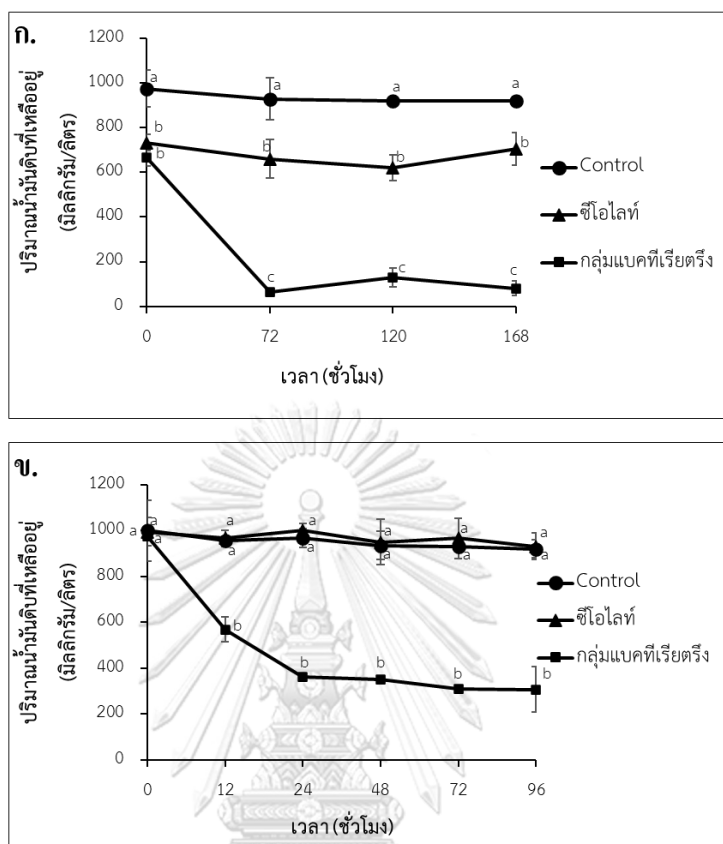 ก.
ปริมาณน้ำมันดิบที่เหลืออยู่
(มิลลิกรัม/ลิตร)
1200
1000
800
600
400
200
0
a
a
a
a
b
b
b
b
b
c
c
c
0
72
120
168
เวลา (ชั่วโมง)
Control
ซีโอไลท์
กลุ่มแบคทีเรียตรึง
ข.
ปริมาณน้ำมันดิบที่เหลืออยู่
(มิลลิกรัม/ลิตร)
1200
1000
800
600
400
200
0
a
a
a
a
a
a
a
a
a
a
a
a
a
b
b
b
b
b
0
12
24
48
72
96
เวลา (ชั่วโมง)
Control
ซีโอไลท์
กลุ่มแบคทีเรียตรึง